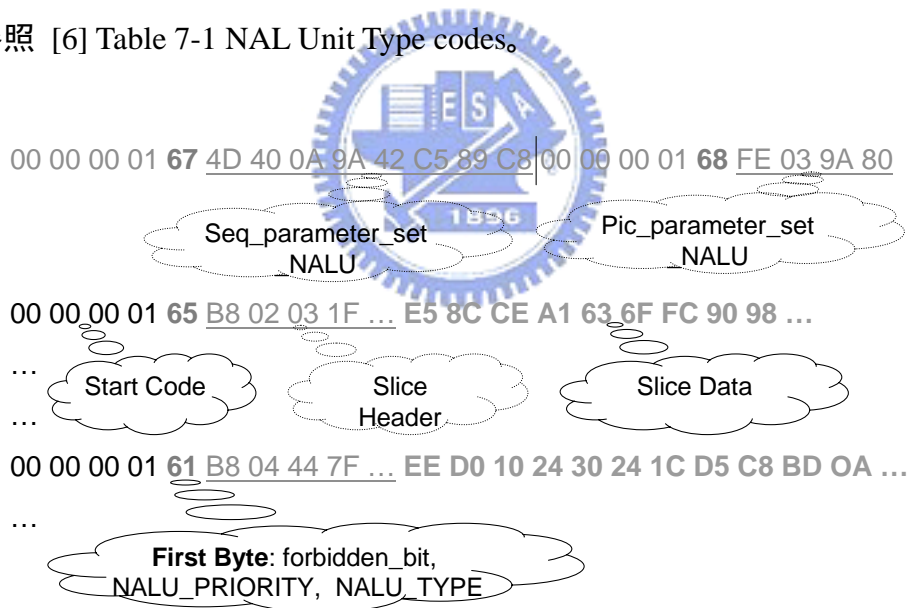 照 [6] Table 7-1 NAL Unit Type codes。
E S
1896
00 00 00 01 67 4D 40 0A 9A 42 C5 89 C8 00 00 00 01 68 FE 03 9A 80
Seq_parameter_set
_NALU
Pic_parameter_set
_NALU
00 00 00 01 65 B8 02 03 1F … E5 8C CE A1 63 6F FC 90 98 …
…
Start Code
Slice
Header
Slice Data
…
00 00 00 01 61 B8 04 44 7F … EE D0 10 24 30 24 1C D5 C8 BD OA …
…
First Byte: forbidden_bit,
NALU_PRIORITY, NALU_TYPE